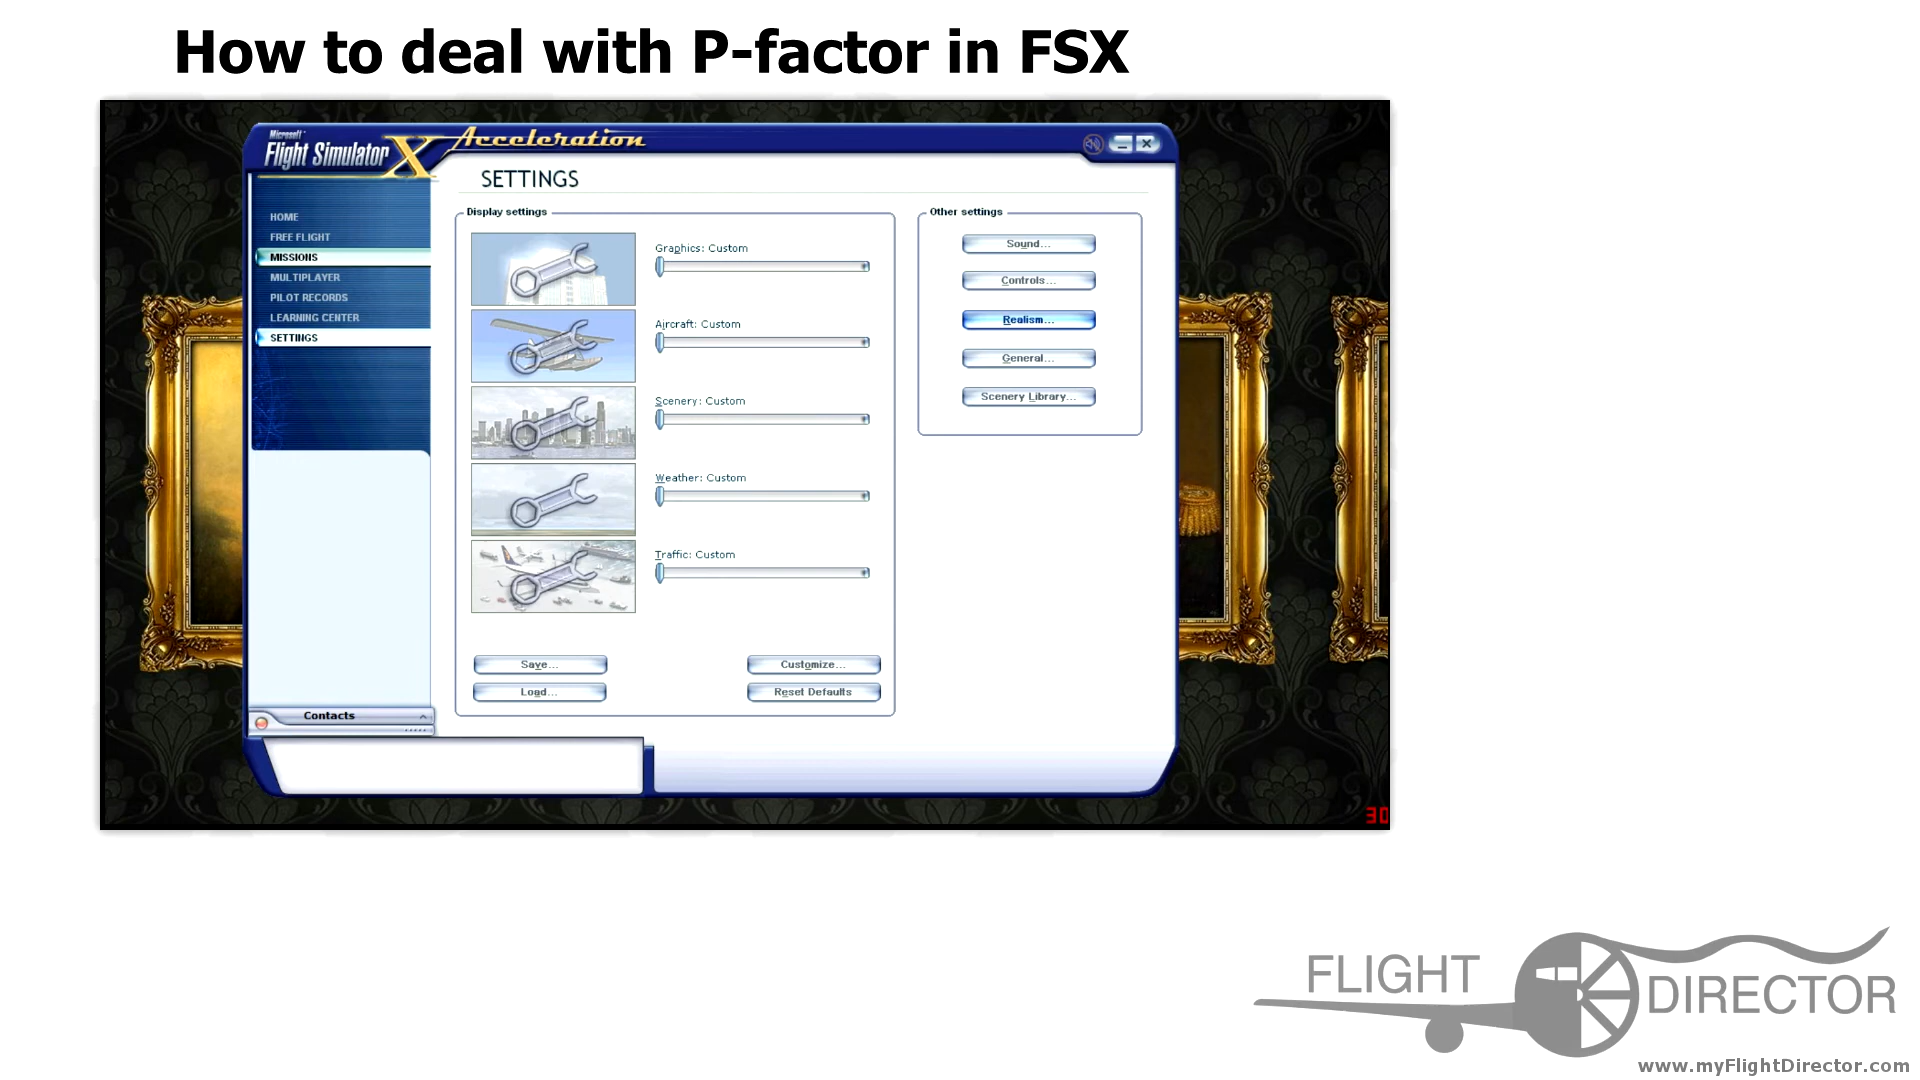 How to deal with P-factor in FSX
Microsoft
Flight Simulator X Acceleration
SETTINGS
HOME
FREE FLIGHT
MISSIONS
MULTIPLAYER
PILOT RECORDS
LEARNING CENTER
SETTINGS
Contacts
Display settings
Graphics: Custom
Aircraft: Custom
Scenery: Custom
Weather: Custom
Traffic: Custom
Save...
Customize...
Load...
Reset Defaults
Other settings
Sound...
Controls...
Realism...
General...
Scenery Library...
30
FLIGHT DIRECTOR
www.myFlightDirector.com